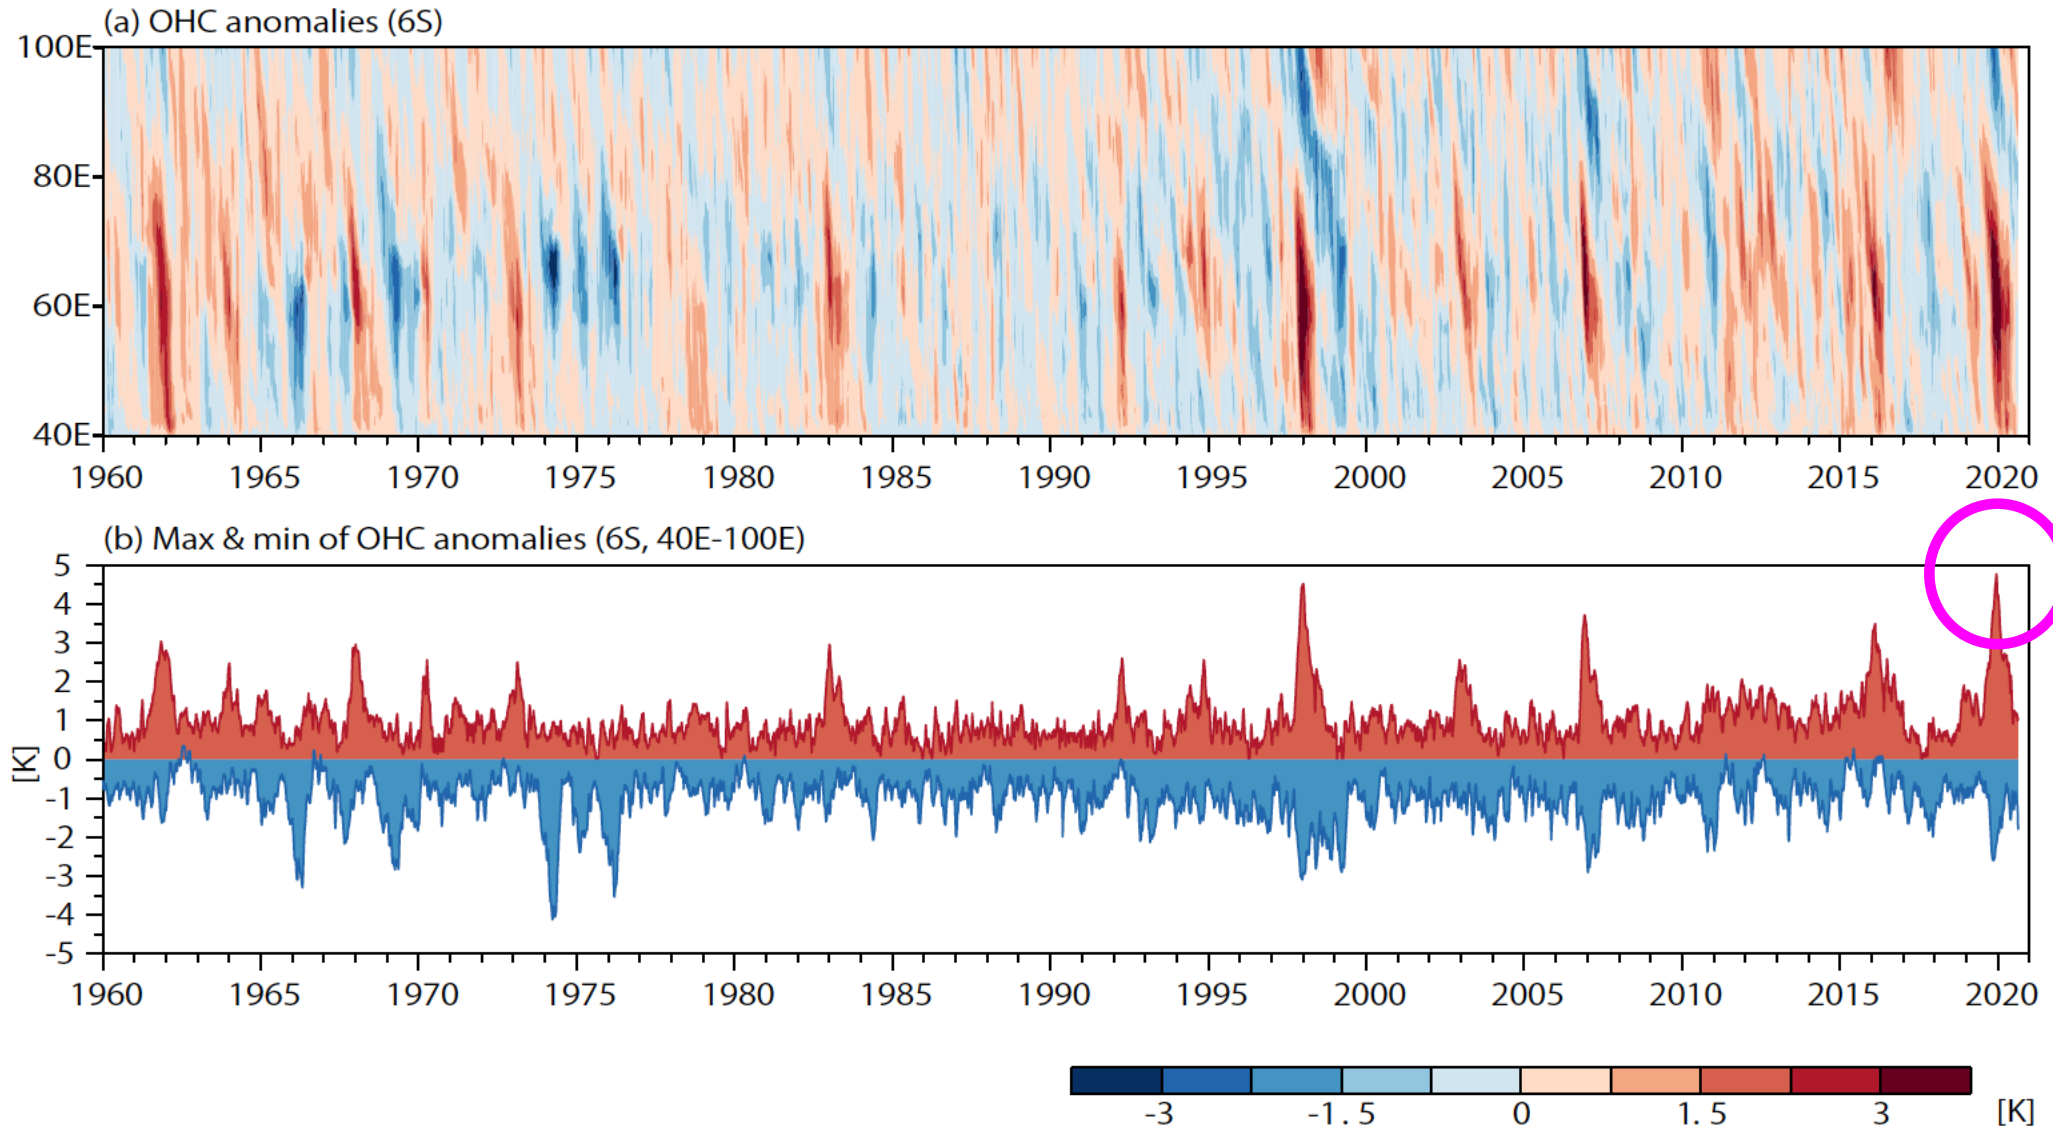 (a) OHC anomalies (6S)
100E
80E
60E
40E
1960 1965 1970 1975 1980 1985 1990 1995 2000 2005 2010 2015 2020
(b) Max & min of OHC anomalies (6S, 40E-100E)
5
4
3
2
1
0
-1
-2
-3
-4
-5
[K]
1960 1965 1970 1975 1980 1985 1990 1995 2000 2005 2010 2015 2020
-3 -1.5 0 1.5 3 [K]